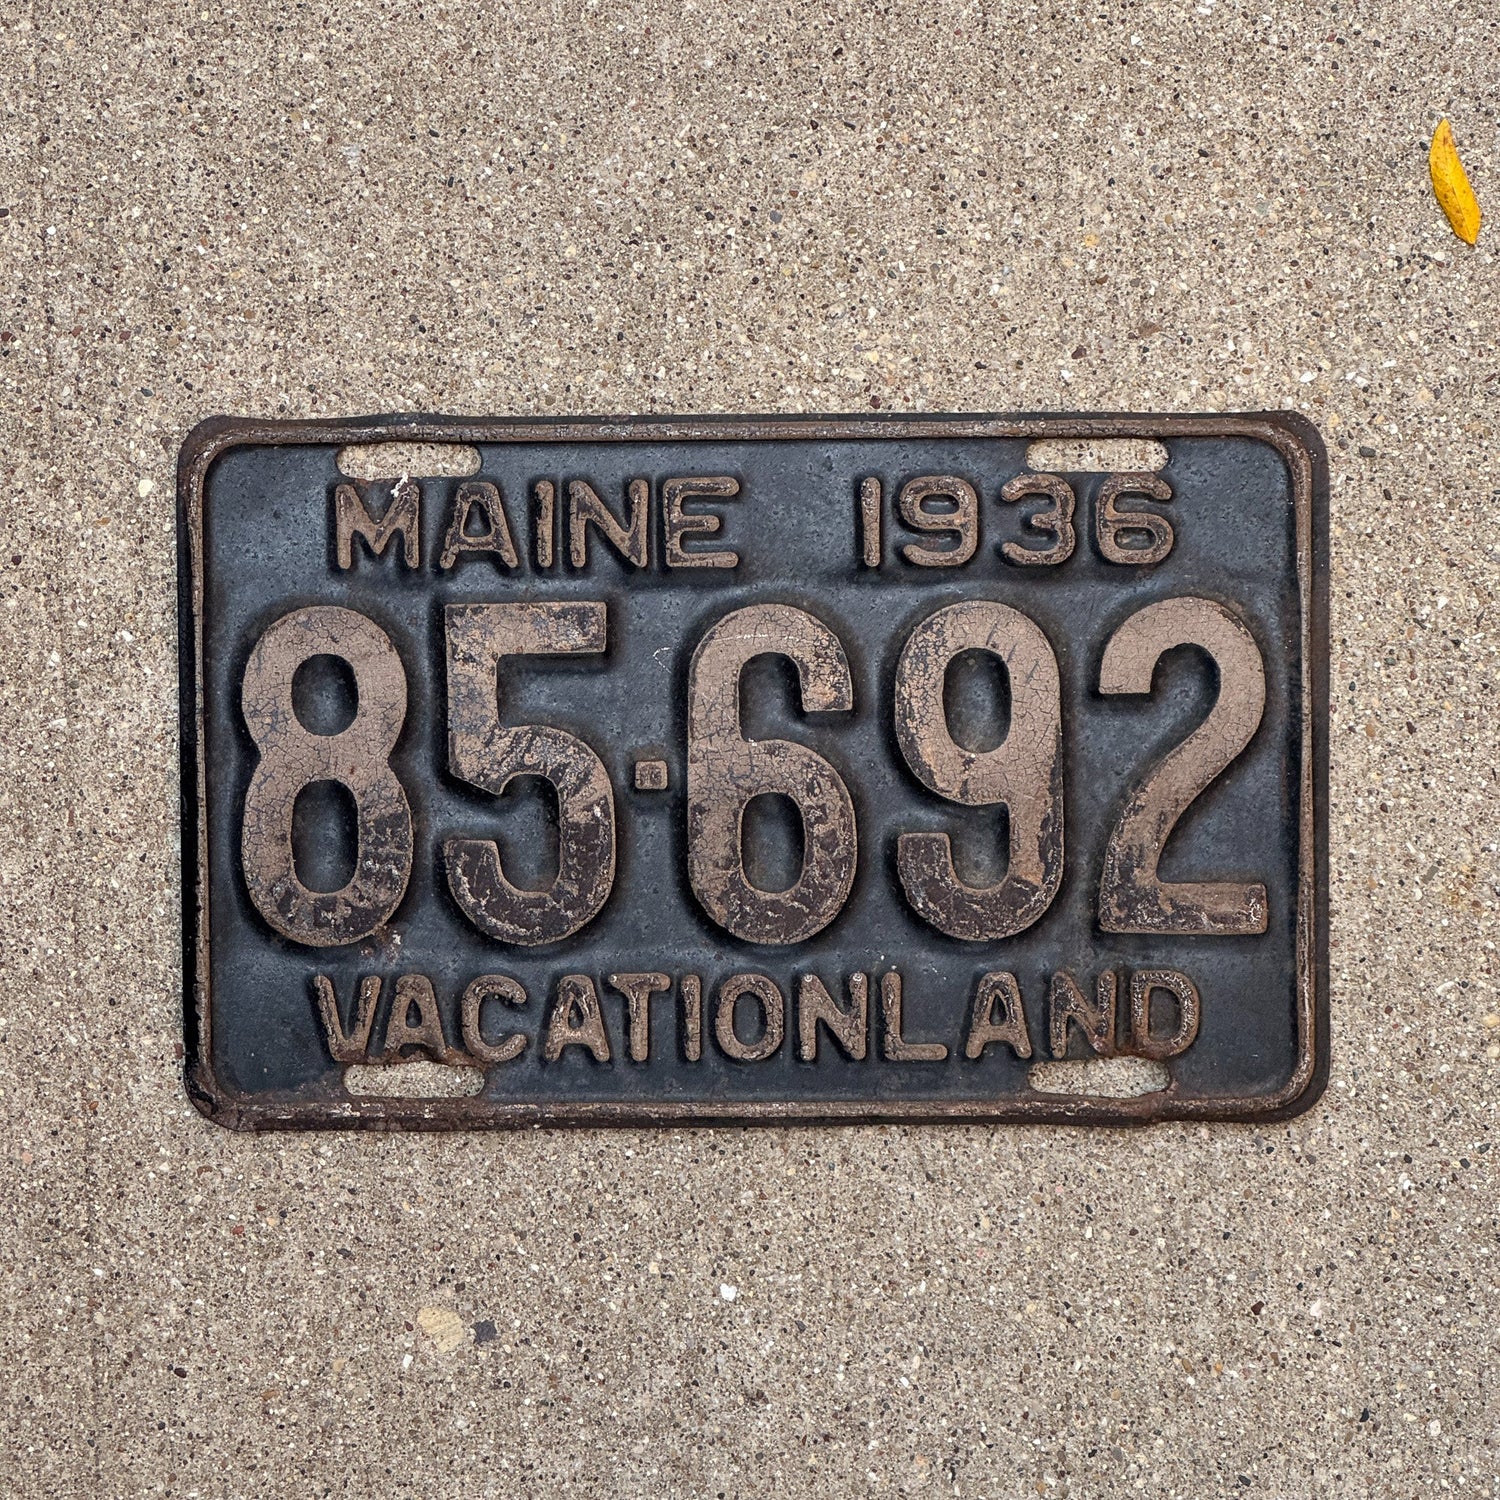 MAINE 1936
85·692
VACATIONLAND